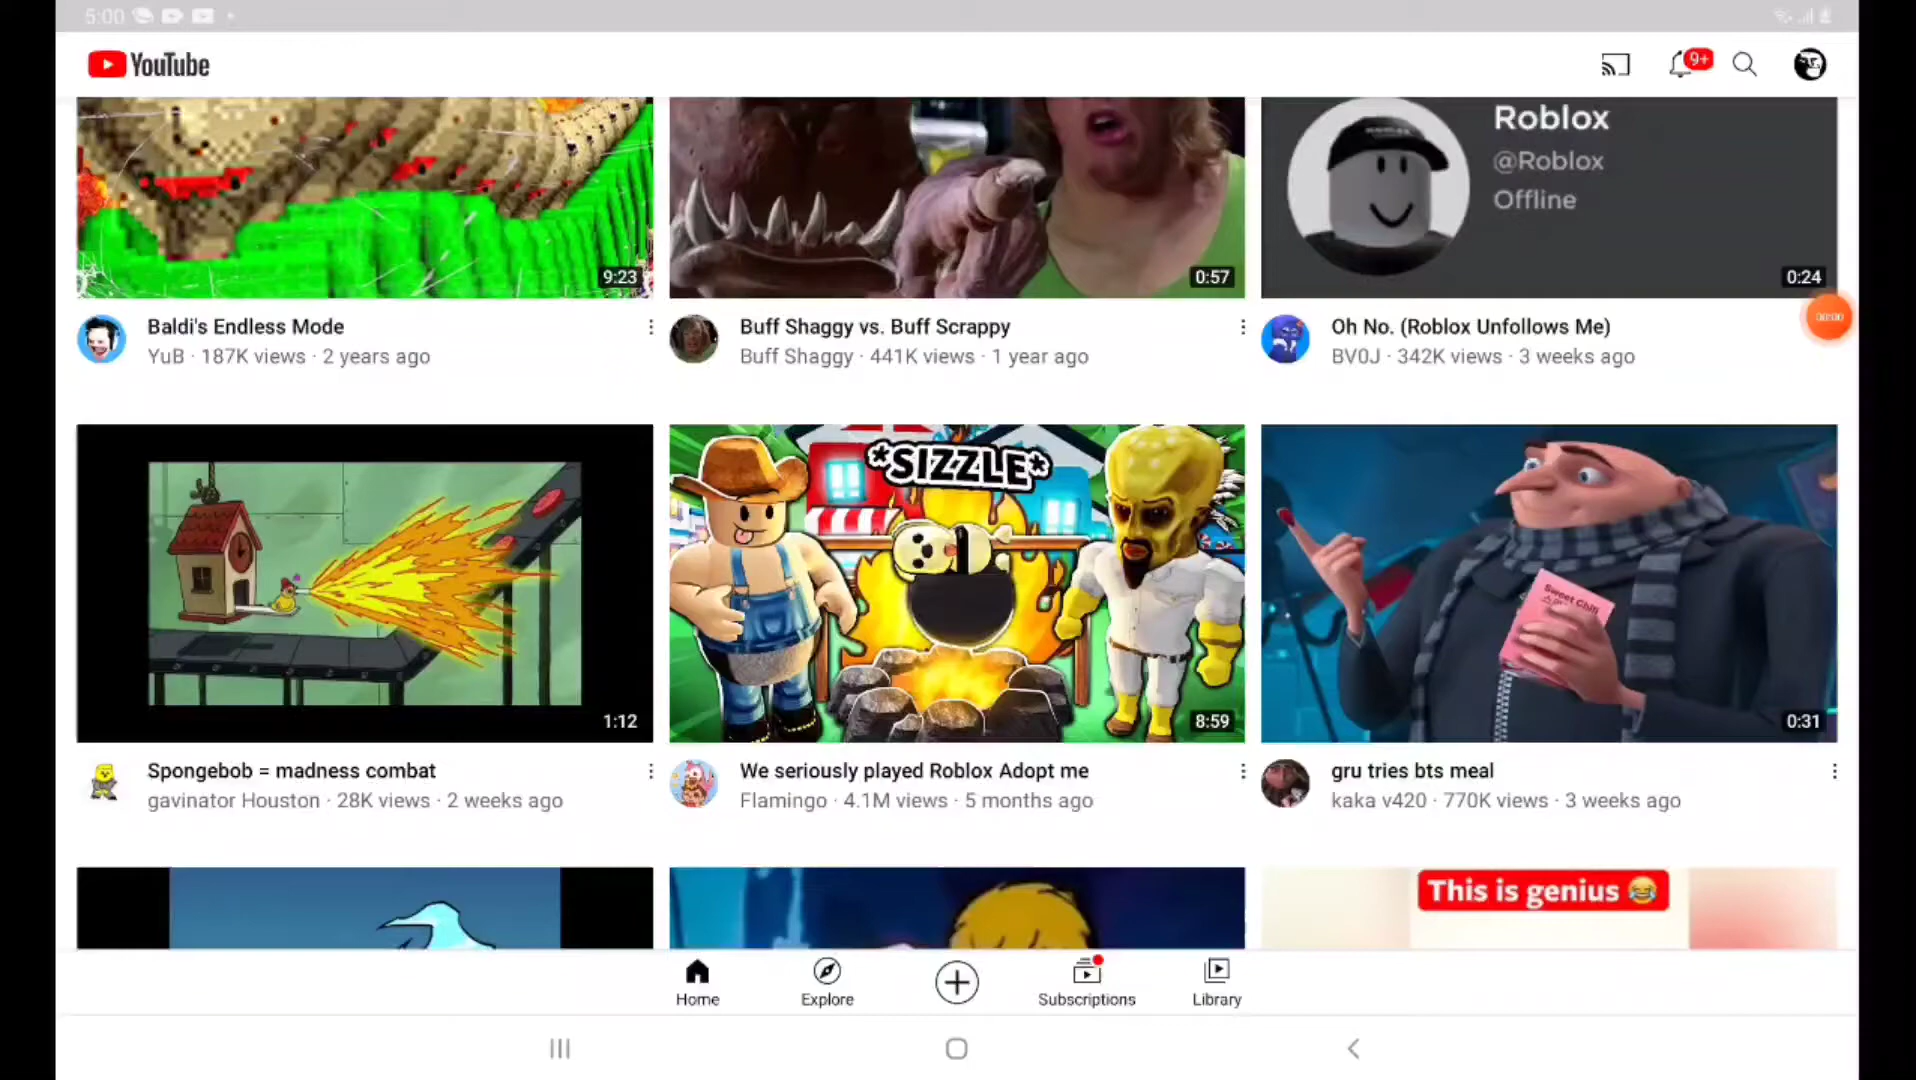 5:00
YouTube
9+
Roblox
@Roblox
Offline
9:23
0:57
0:24
00:00
Baldi's Endless Mode
YuB · 187K views · 2 years ago
Buff Shaggy vs. Buff Scrappy
Buff Shaggy · 441K views · 1 year ago
Oh No. (Roblox Unfollows Me)
BV0J · 342K views · 3 weeks ago
*SIZZLE*
Sweet Chili
1:12
8:59
0:31
Spongebob = madness combat
gavinator Houston · 28K views · 2 weeks ago
We seriously played Roblox Adopt me
Flamingo · 4.1M views · 5 months ago
gru tries bts meal
kaka v420 · 770K views · 3 weeks ago
This is genius 😂
Home
Explore
Subscriptions
Library